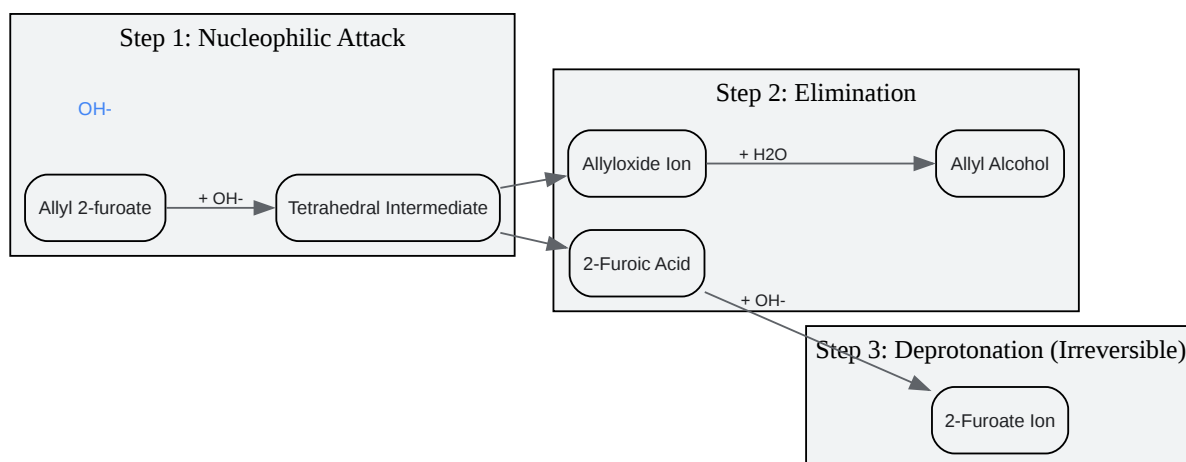 Step 1: Nucleophilic Attack
OH-
Allyl 2-furoate
+ OH-
Tetrahedral Intermediate
Step 2: Elimination
Allyloxide Ion
+ H2O
Allyl Alcohol
2-Furoic Acid
+ OH-
Step 3: Deprotonation (Irreversible)
2-Furoate Ion